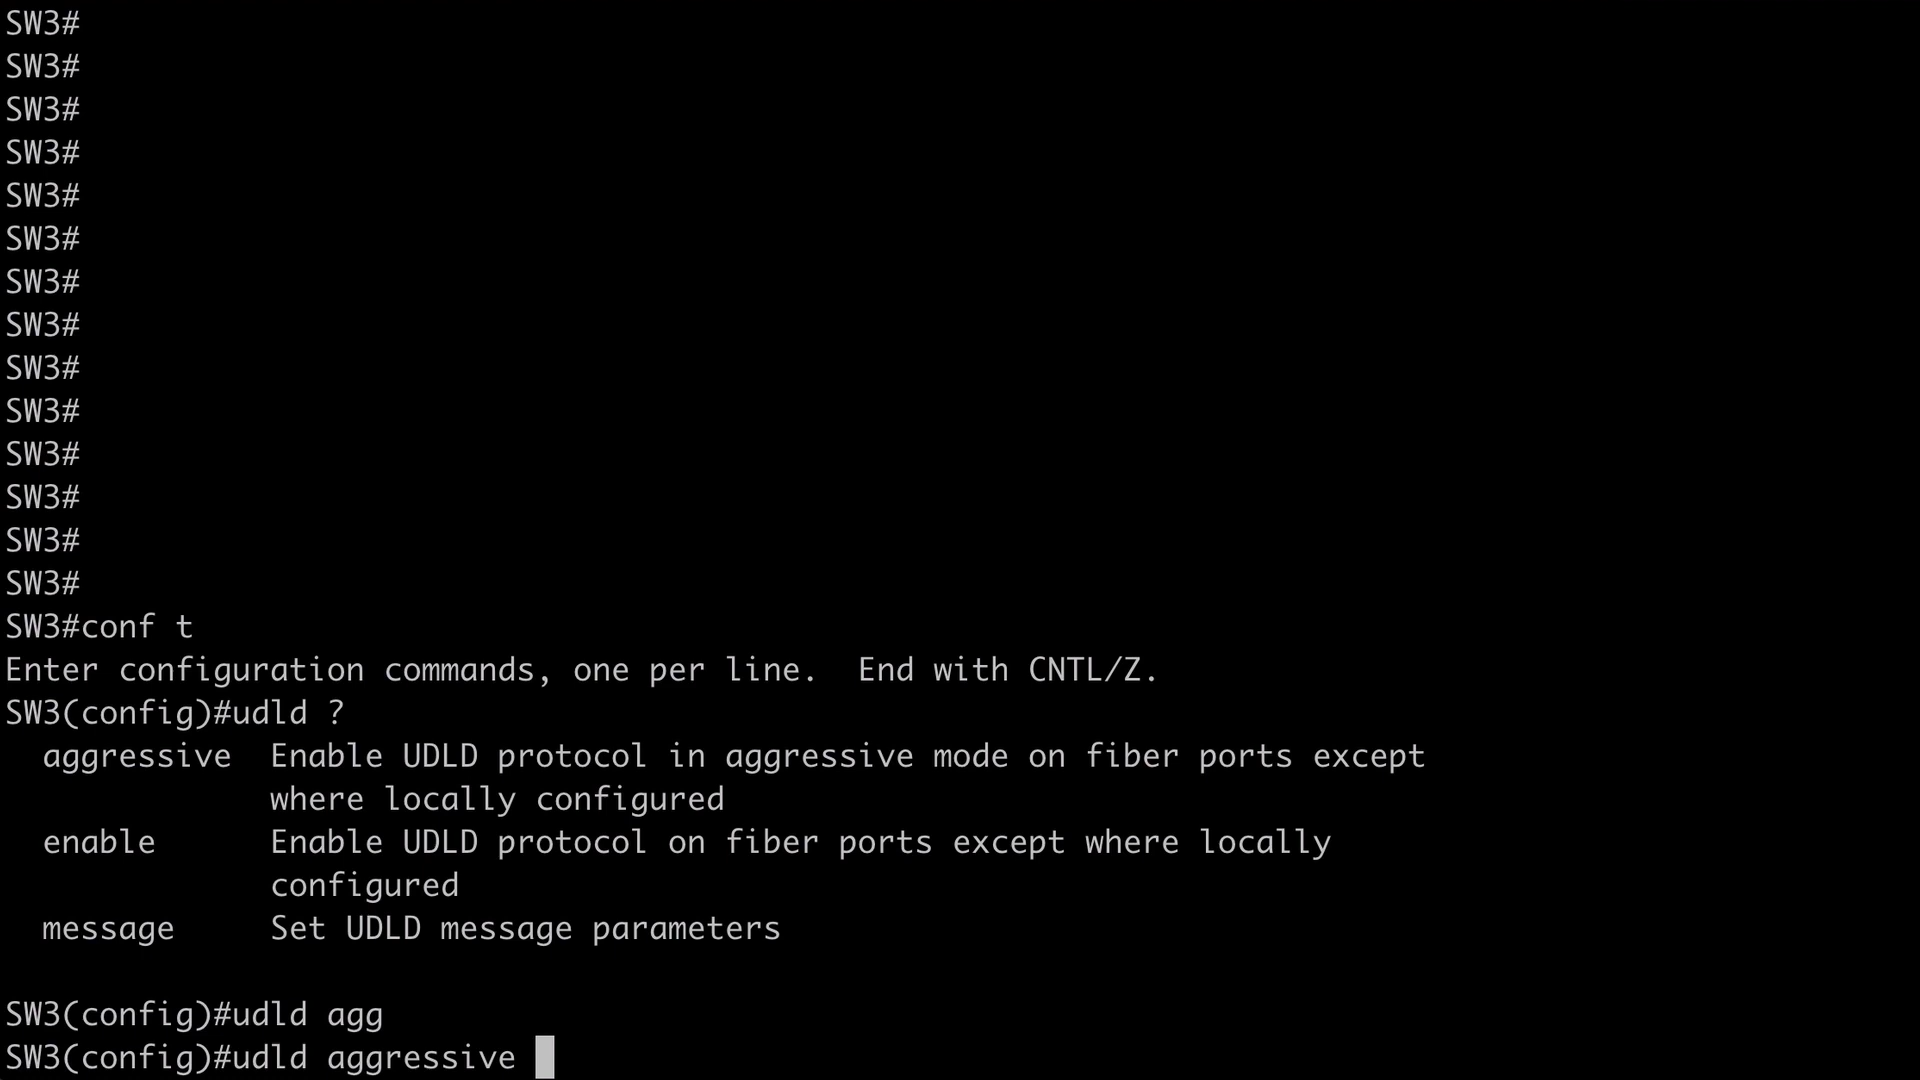 SW3#
SW3#
SW3#
SW3#
SW3#
SW3#
SW3#
SW3#
SW3#
SW3#
SW3#
SW3#
SW3#
SW3#
SW3#conf t
Enter configuration commands, one per line.  End with CNTL/Z.
SW3(config)#udld ?
  aggressive  Enable UDLD protocol in aggressive mode on fiber ports except
              where locally configured
  enable      Enable UDLD protocol on fiber ports except where locally
              configured
  message     Set UDLD message parameters

SW3(config)#udld agg
SW3(config)#udld aggressive